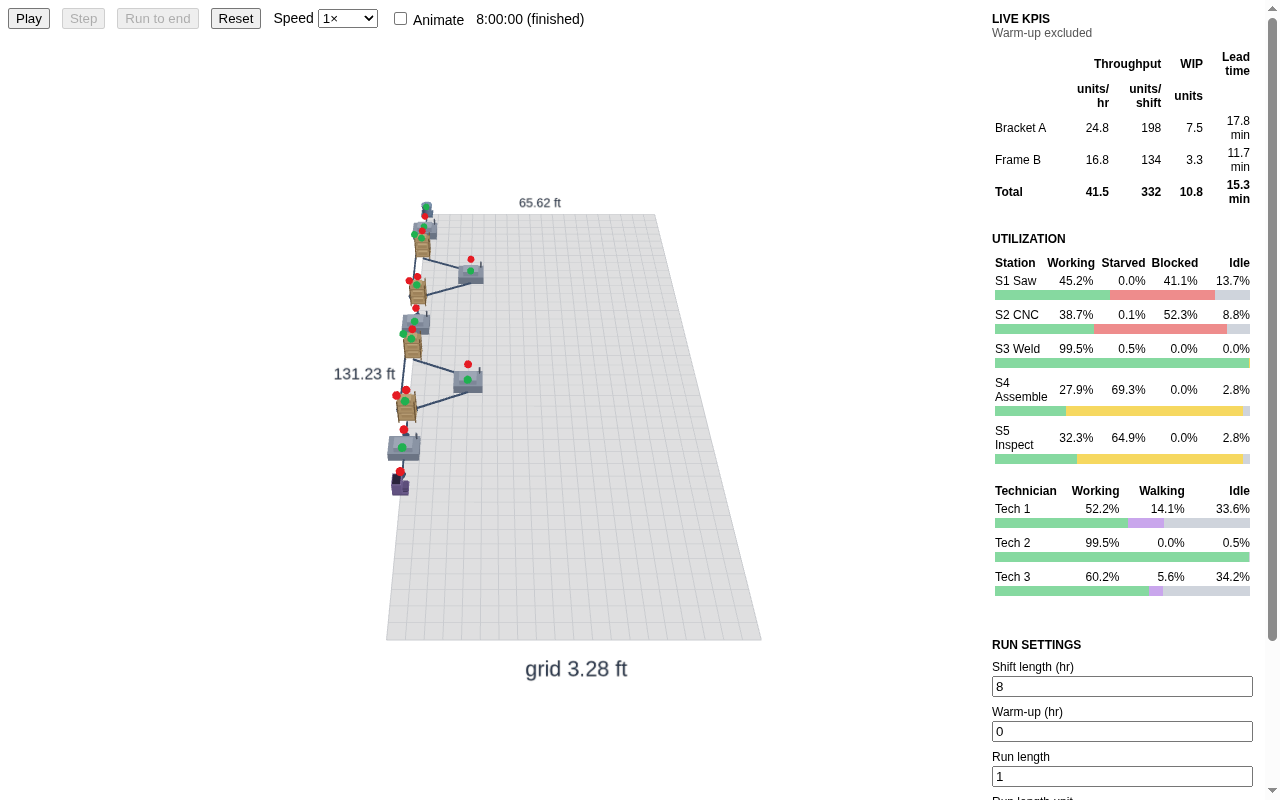 Play Step Run to end Reset Speed 1× Animate 8:00:00 (finished)
65.62 ft
131.23 ft
grid 3.28 ft
LIVE KPIS
Warm-up excluded
Throughput WIP Lead time
units/hr units/shift units
Bracket A 24.8 198 7.5 17.8 min
Frame B 16.8 134 3.3 11.7 min
Total 41.5 332 10.8 15.3 min
UTILIZATION
Station Working Starved Blocked Idle
S1 Saw 45.2% 0.0% 41.1% 13.7%
S2 CNC 38.7% 0.1% 52.3% 8.8%
S3 Weld 99.5% 0.5% 0.0% 0.0%
S4 Assemble 27.9% 69.3% 0.0% 2.8%
S5 Inspect 32.3% 64.9% 0.0% 2.8%
Technician Working Walking Idle
Tech 1 52.2% 14.1% 33.6%
Tech 2 99.5% 0.0% 0.5%
Tech 3 60.2% 5.6% 34.2%
RUN SETTINGS
Shift length (hr)
8
Warm-up (hr)
0
Run length
1
Run length unit